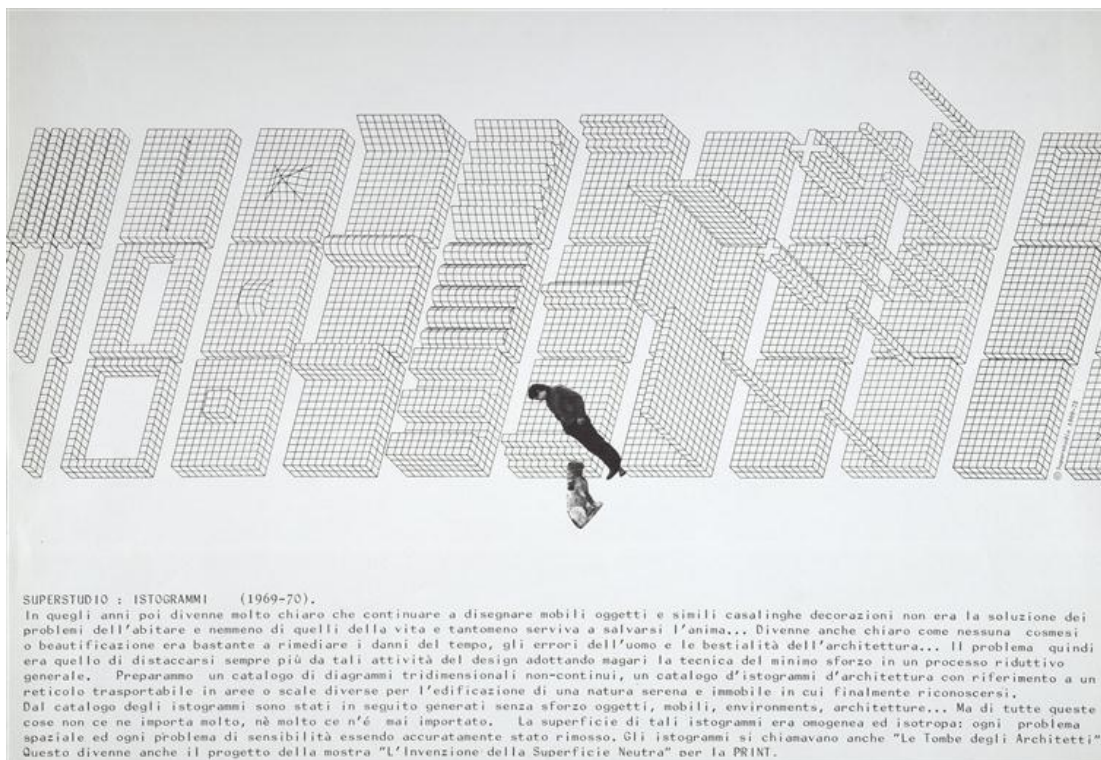 SUPERSTUDIO : ISTOGRAMMI (1969-70).
In quegli anni poi divenne molto chiaro che continuare a disegnare mobili oggetti e simili casalinghe decorazioni non era la soluzione dei
problemi dell'abitare e nemmeno di quelli della vita e tantomeno serviva a salvarsi l'anima... Divenne anche chiaro come nessuna cosmesi
o beautificazione era bastante a rimediare i danni del tempo, gli errori dell'uomo e le bestialità dell'architettura... Il problema quindi
era quello di distaccarsi sempre più da tali attività del design adottando magari la tecnica del minimo sforzo in un processo riduttivo
generale. Preparammo un catalogo di diagrammi tridimensionali non-continui, un catalogo d'istogrammi d'architettura con riferimento a un
reticolo trasportabile in aree o scale diverse per l'edificazione di una natura serena e immobile in cui finalmente riconoscersi.
Dal catalogo degli istogrammi sono stati in seguito generati senza sforzo oggetti, mobili, environments, architetture... Ma di tutte queste
cose non ce ne importa molto, nè molto ce n'é mai importato. La superficie di tali istogrammi era omogenea ed isotropa: ogni problema
spaziale ed ogni problema di sensibilità essendo accuratamente stato rimosso. Gli istogrammi si chiamavano anche "Le Tombe degli Architetti"
Questo divenne anche il progetto della mostra "L'Invenzione della Superficie Neutra" per la PRINT.